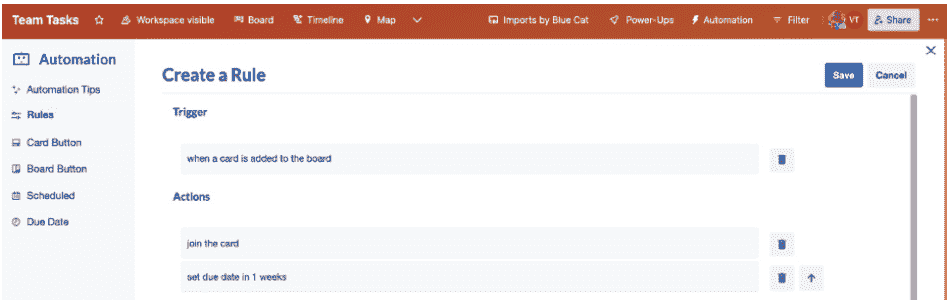 Team Tasks Workspace visible Board Timeline Map Imports by Blue Cat Power-Ups Automation Filter VT Share ...
Automation
Automation Tips
Rules
Card Button
Board Button
Scheduled
Due Date
Create a Rule
Save Cancel
Trigger
when a card is added to the board
Actions
join the card
set due date in 1 weeks